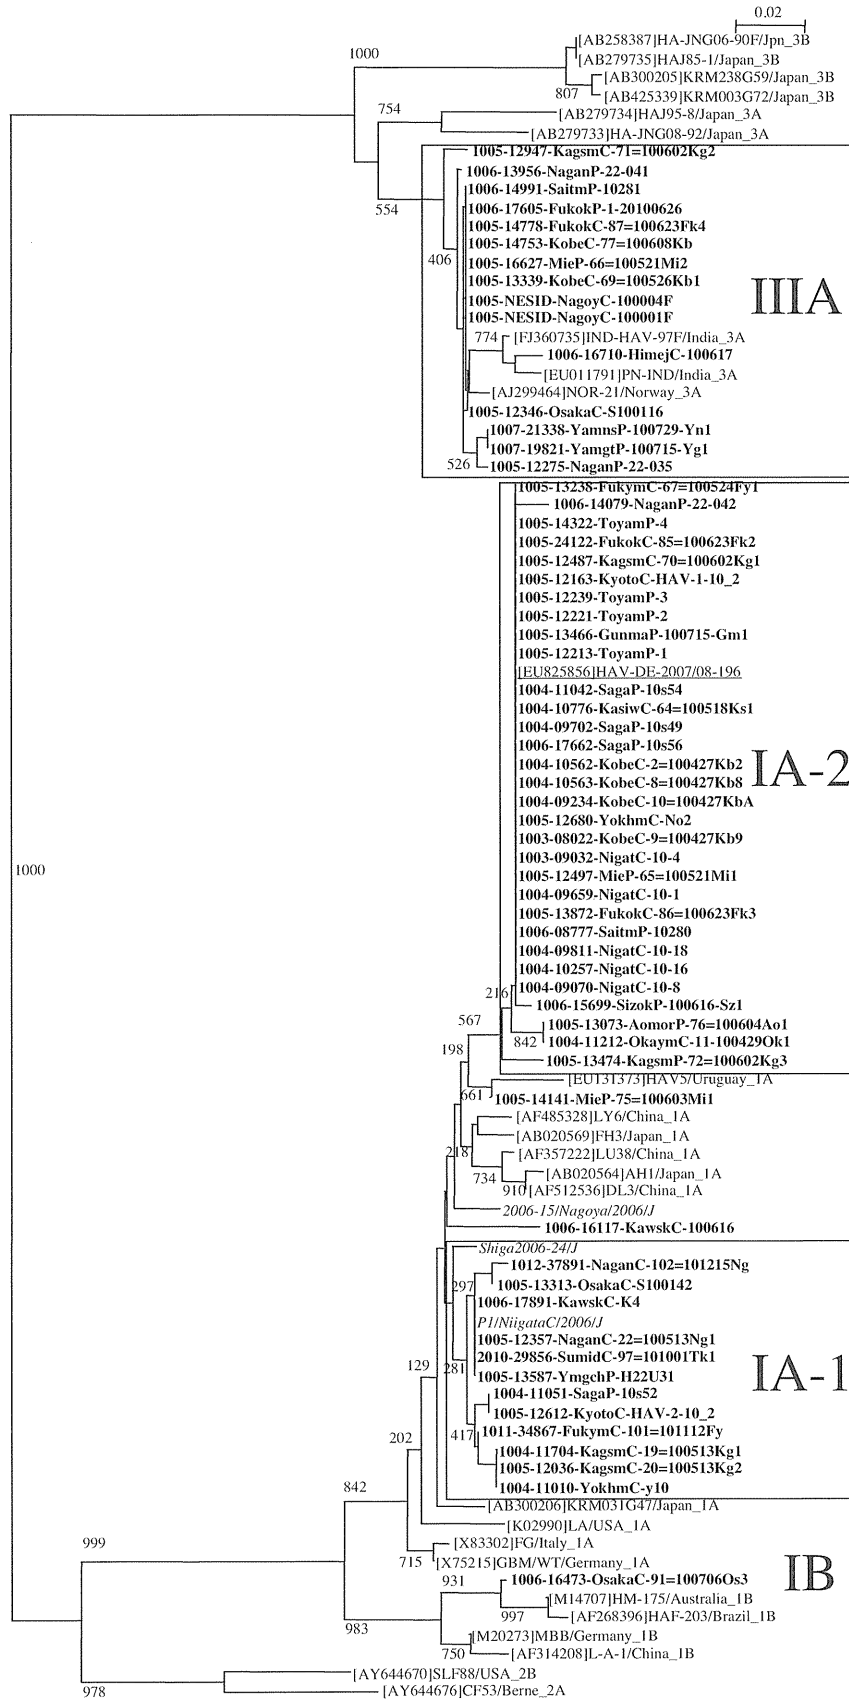 0.02
[AB258387]HA-JNG06-90F/Jpn_3B
1000
[AB279735]HAJ85-1/Japan_3B
[AB300205]KRM238G59/Japan_3B
807
[AB425339]KRM003G72/Japan_3B
754
[AB279734]HAJ95-8/Japan_3A
[AB279733]HA-JNG08-92/Japan_3A
1005-12947-KagsmC-71=100602Kg2
1006-13956-NaganP-22-041
1006-14991-SaitmP-10281
554
1006-17605-FukokP-1-20100626
1005-14778-FukokC-87=100623Fk4
1005-14753-KobeC-77=100608Kb
406
1005-16627-MieP-66=100521Mi2
1005-13339-KobeC-69=100526Kb1
IIIA
1005-NESID-NagoyC-100004F
1005-NESID-NagoyC-100001F
774
[FJ360735]IND-HAV-97F/India_3A
1006-16710-HimejC-100617
[EU011791]PN-IND/India_3A
[AJ299464]NOR-21/Norway_3A
1005-12346-OsakaC-S100116
1007-21338-YamnsP-100729-Yn1
1007-19821-YamgtP-100715-Yg1
526
1005-12275-NaganP-22-035
1005-13238-FukymC-67=100524Fy1
1006-14079-NaganP-22-042
1005-14322-ToyamP-4
1005-24122-FukokC-85=100623Fk2
1005-12487-KagsmC-70=100602Kg1
1005-12163-KyotoC-HAV-1-10_2
1005-12239-ToyamP-3
1005-12221-ToyamP-2
1005-13466-GunmaP-100715-Gm1
1005-12213-ToyamP-1
[EU825856]HAV-DE-2007/08-196
1004-11042-SagaP-10s54
1004-10776-KasiwC-64=100518Ks1
1004-09702-SagaP-10s49
1006-17662-SagaP-10s56
1004-10562-KobeC-2=100427Kb2
IA-2
1004-10563-KobeC-8=100427Kb8
1004-09234-KobeC-10=100427KbA
1005-12680-YokhmC-No2
1003-08022-KobeC-9=100427Kb9
1003-09032-NigatC-10-4
1000
1005-12497-MieP-65=100521Mi1
1004-09659-NigatC-10-1
1005-13872-FukokC-86=100623Fk3
1006-08777-SaitmP-10280
1004-09811-NigatC-10-18
1004-10257-NigatC-10-16
1004-09070-NigatC-10-8
216
1006-15699-SizokP-100616-Sz1
567
1005-13073-AomorP-76=100604Ao1
842
1004-11212-OkaymC-11-100429Ok1
198
1005-13474-KagsmP-72=100602Kg3
[EU131373]HAV5/Uruguay_1A
661
1005-14141-MieP-75=100603Mi1
[AF485328]LY6/China_1A
[AB020569]FH3/Japan_1A
218
[AF357222]LU38/China_1A
734
[AB020564]AH1/Japan_1A
910
[AF512536]DL3/China_1A
2006-15/Nagoya/2006/J
1006-16117-KawskC-100616
Shiga2006-24/J
1012-37891-NaganC-102=101215Ng
297
1005-13313-OsakaC-S100142
1006-17891-KawskC-K4
P1/NiigataC/2006/J
1005-12357-NaganC-22=100513Ng1
129
281
2010-29856-SumidC-97=101001Tk1
1005-13587-YmgchP-H22U31
IA-1
1004-11051-SagaP-10s52
1005-12612-KyotoC-HAV-2-10_2
417
1011-34867-FukymC-101=101112Fy
202
1004-11704-KagsmC-19=100513Kg1
1005-12036-KagsmC-20=100513Kg2
842
1004-11010-YokhmC-y10
[AB300206]KRM031G47/Japan_1A
[K02990]LA/USA_1A
999
[X83302]FG/Italy_1A
715
[X75215]GBM/WT/Germany_1A
IB
931
1006-16473-OsakaC-91=100706Os3
[M14707]HM-175/Australia_1B
997
[AF268396]HAF-203/Brazil_1B
983
[M20273]MBB/Germany_1B
750
[AF314208]L-A-1/China_1B
[AY644670]SLF88/USA_2B
978
[AY644676]CF53/Berne_2A